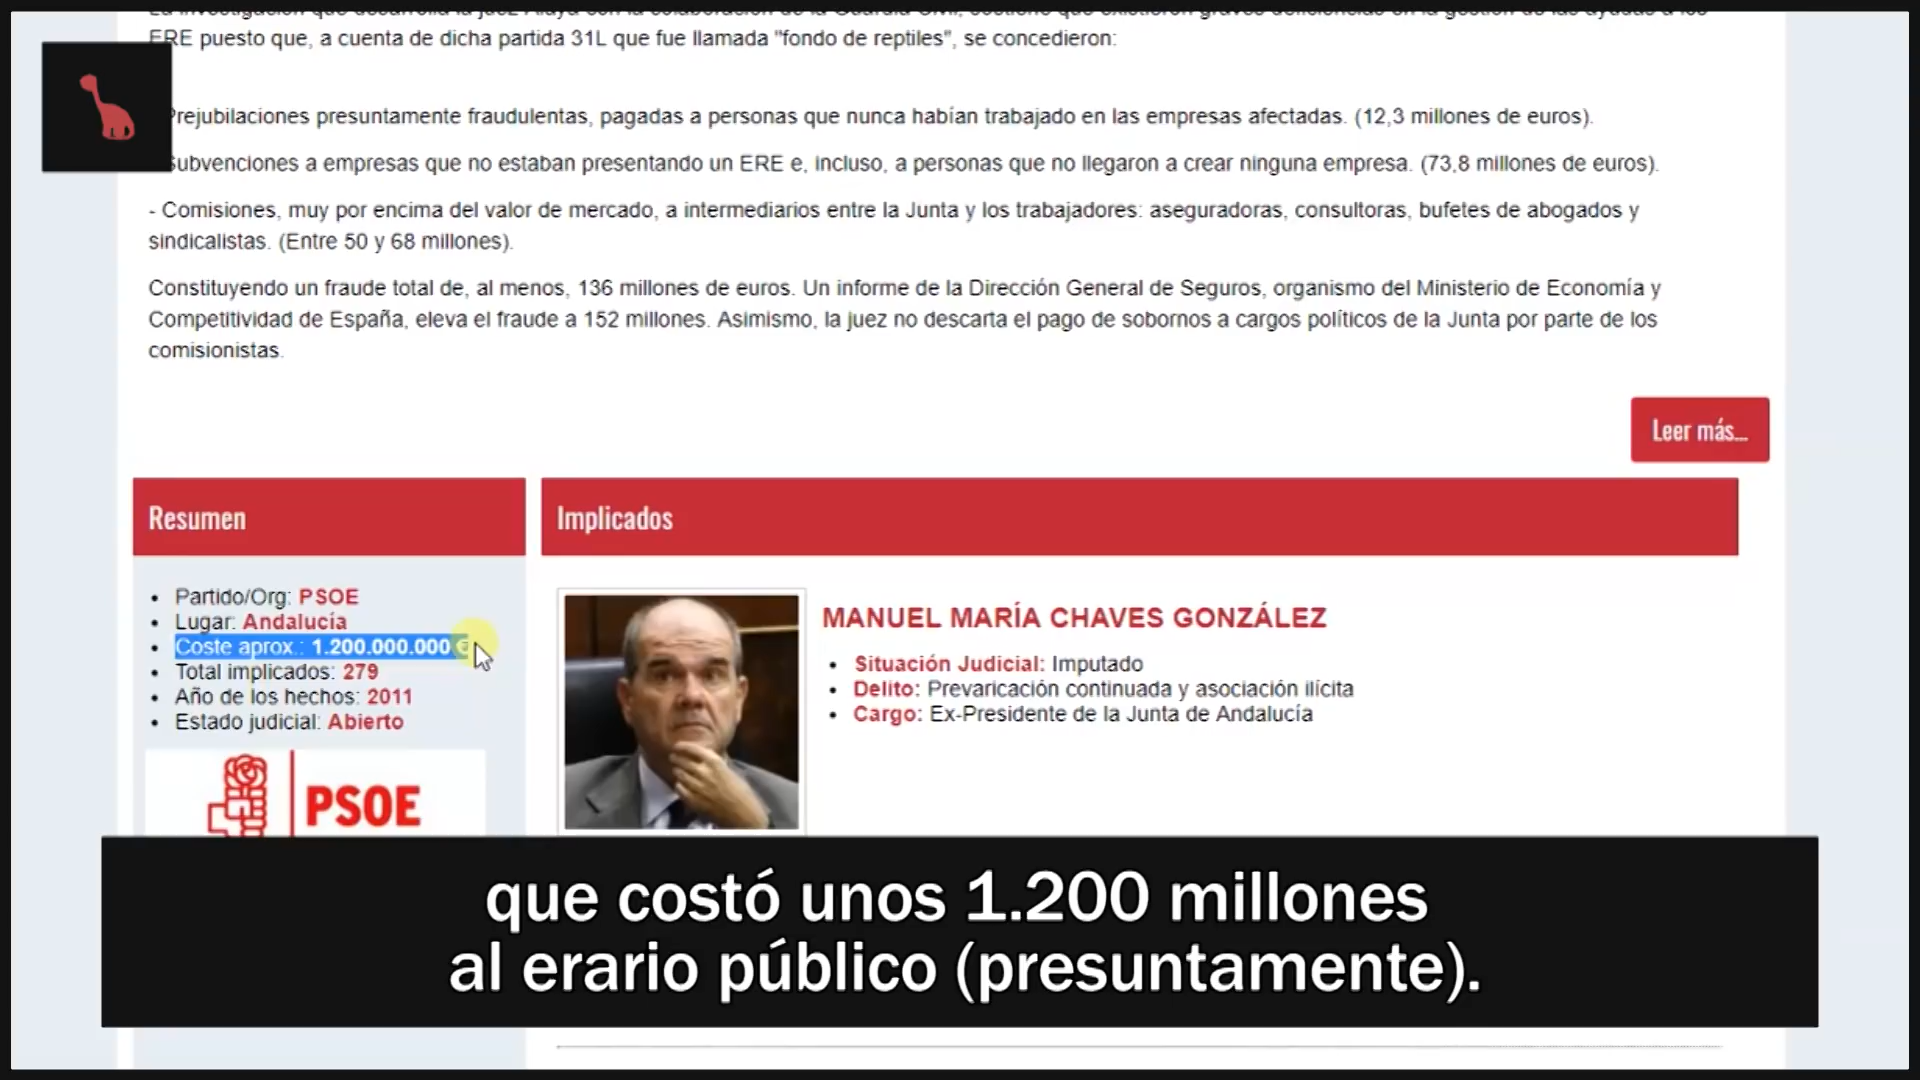 La investigación que desarrolla la juez Alaya con la colaboración de la Guardia Civil, sostiene que existieron graves deficiencias en la gestión de las ayudas a los
ERE puesto que, a cuenta de dicha partida 31L que fue llamada "fondo de reptiles", se concedieron:
Prejubilaciones presuntamente fraudulentas, pagadas a personas que nunca habían trabajado en las empresas afectadas. (12,3 millones de euros).
Subvenciones a empresas que no estaban presentando un ERE e, incluso, a personas que no llegaron a crear ninguna empresa. (73,8 millones de euros).
- Comisiones, muy por encima del valor de mercado, a intermediarios entre la Junta y los trabajadores: aseguradoras, consultoras, bufetes de abogados y
sindicalistas. (Entre 50 y 68 millones).
Constituyendo un fraude total de, al menos, 136 millones de euros. Un informe de la Dirección General de Seguros, organismo del Ministerio de Economía y
Competitividad de España, eleva el fraude a 152 millones. Asimismo, la juez no descarta el pago de sobornos a cargos políticos de la Junta por parte de los
comisionistas.
Leer más...
Resumen
• Partido/Org: PSOE
• Lugar: Andalucía
• Coste aprox.: 1.200.000.000 €
• Total implicados: 279
• Año de los hechos: 2011
• Estado judicial: Abierto
PSOE
Implicados
MANUEL MARÍA CHAVES GONZÁLEZ
• Situación Judicial: Imputado
• Delito: Prevaricación continuada y asociación ilícita
• Cargo: Ex-Presidente de la Junta de Andalucía
que costó unos 1.200 millones
al erario público (presuntamente).